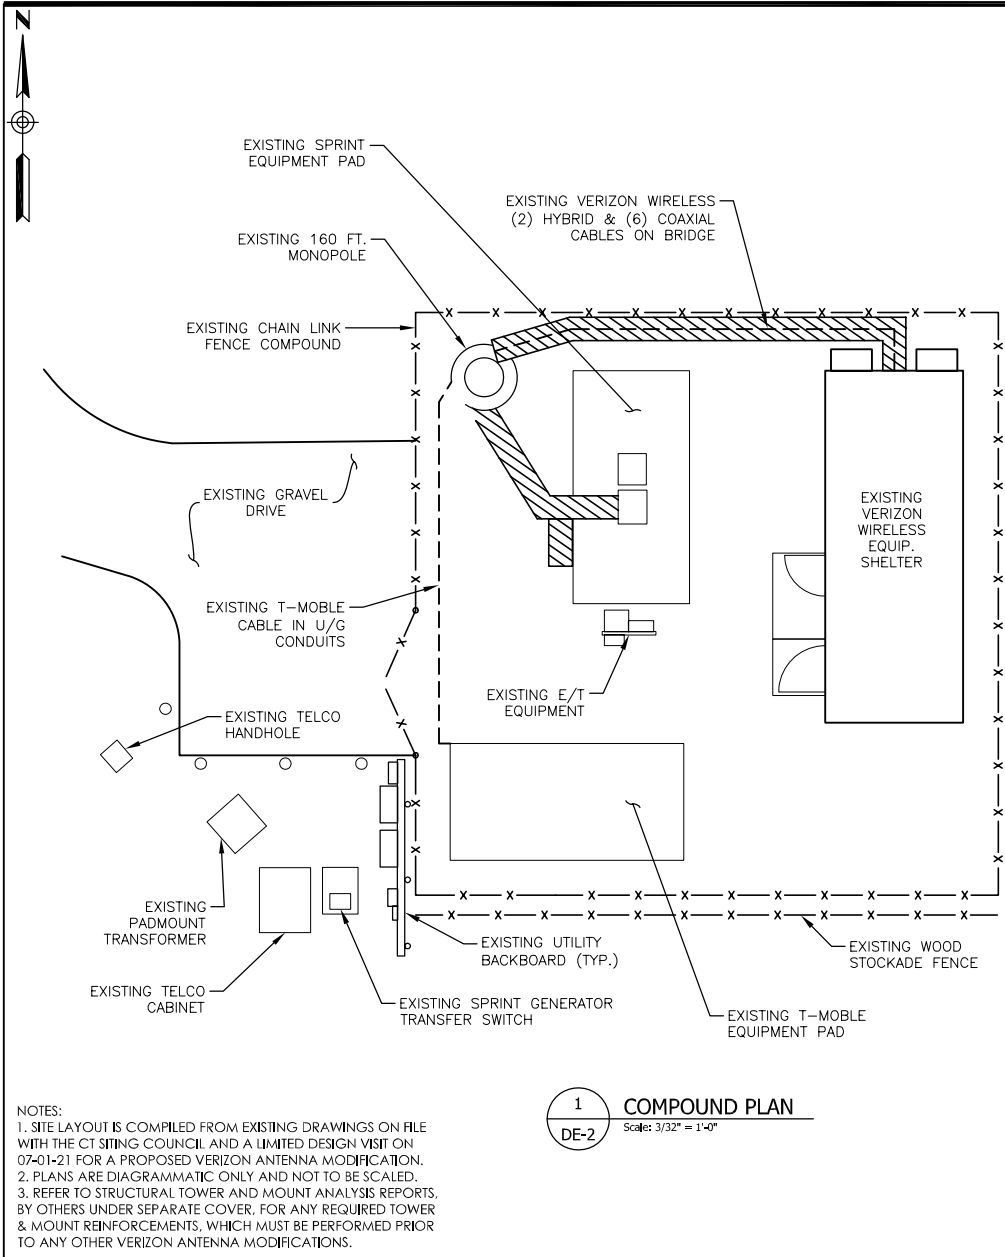 N
EXISTING SPRINT
EQUIPMENT PAD
EXISTING VERIZON WIRELESS
(2) HYBRID & (6) COAXIAL
CABLES ON BRIDGE
EXISTING 160 FT.
MONOPOLE
EXISTING CHAIN LINK
FENCE COMPOUND
EXISTING GRAVEL
DRIVE
EXISTING
VERIZON
WIRELESS
EQUIP.
SHELTER
EXISTING T-MOBLE
CABLE IN U/G
CONDUITS
EXISTING E/T
EQUIPMENT
EXISTING TELCO
HANDHOLE
EXISTING
PADMOUNT
TRANSFORMER
EXISTING UTILITY
BACKBOARD (TYP.)
EXISTING WOOD
STOCKADE FENCE
EXISTING TELCO
CABINET
EXISTING SPRINT GENERATOR
TRANSFER SWITCH
EXISTING T-MOBLE
EQUIPMENT PAD
1
DE-2
COMPOUND PLAN
Scale: 3/32" = 1'-0"
NOTES:
1. SITE LAYOUT IS COMPILED FROM EXISTING DRAWINGS ON FILE
WITH THE CT SITING COUNCIL AND A LIMITED DESIGN VISIT ON
07-01-21 FOR A PROPOSED VERIZON ANTENNA MODIFICATION.
2. PLANS ARE DIAGRAMMATIC ONLY AND NOT TO BE SCALED.
3. REFER TO STRUCTURAL TOWER AND MOUNT ANALYSIS REPORTS,
BY OTHERS UNDER SEPARATE COVER, FOR ANY REQUIRED TOWER
& MOUNT REINFORCEMENTS, WHICH MUST BE PERFORMED PRIOR
TO ANY OTHER VERIZON ANTENNA MODIFICATIONS.